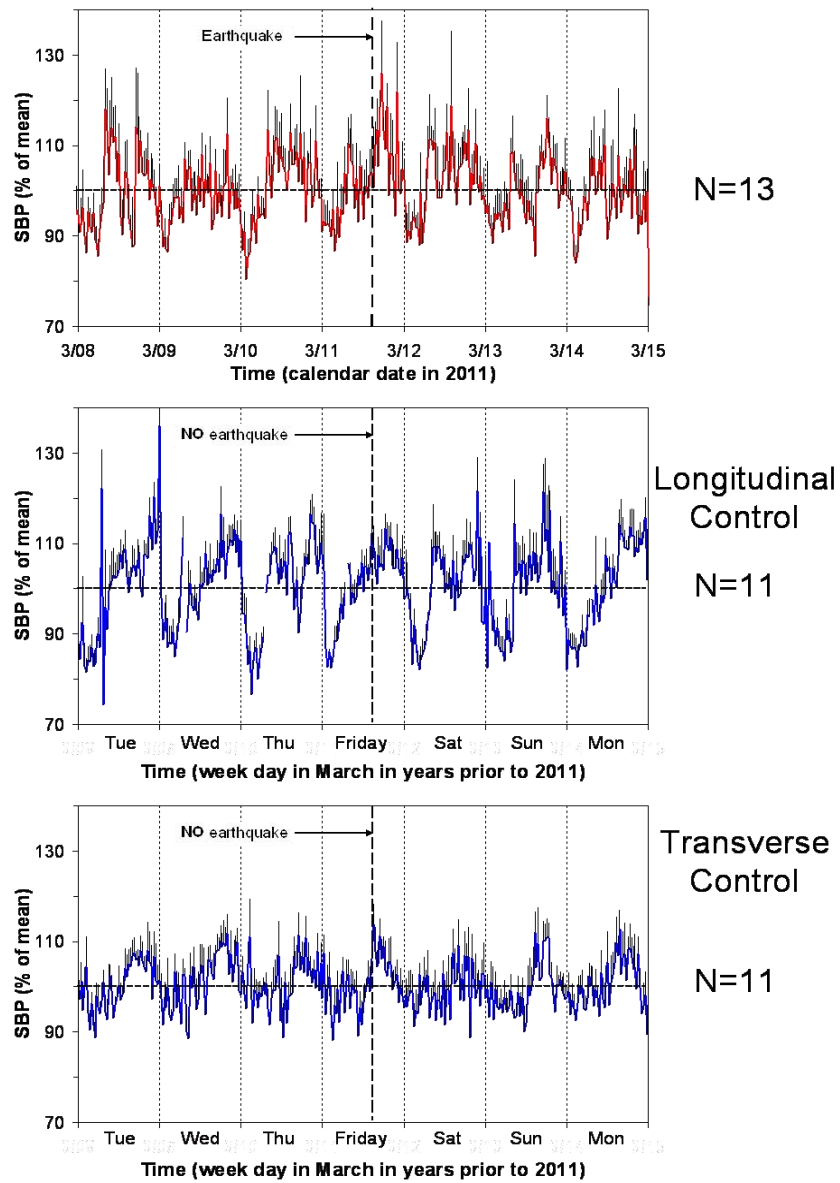 Earthquake
130
110
90
70
SBP (% of mean)
N=13
3/08 3/09 3/10 3/11 3/12 3/13 3/14 3/15
Time (calendar date in 2011)
NO earthquake
130
110
90
70
SBP (% of mean)
Longitudinal
Control
N=11
Tue Wed Thu Friday Sat Sun Mon
Time (week day in March in years prior to 2011)
NO earthquake
130
110
90
70
SBP (% of mean)
Transverse
Control
N=11
Tue Wed Thu Friday Sat Sun Mon
Time (week day in March in years prior to 2011)